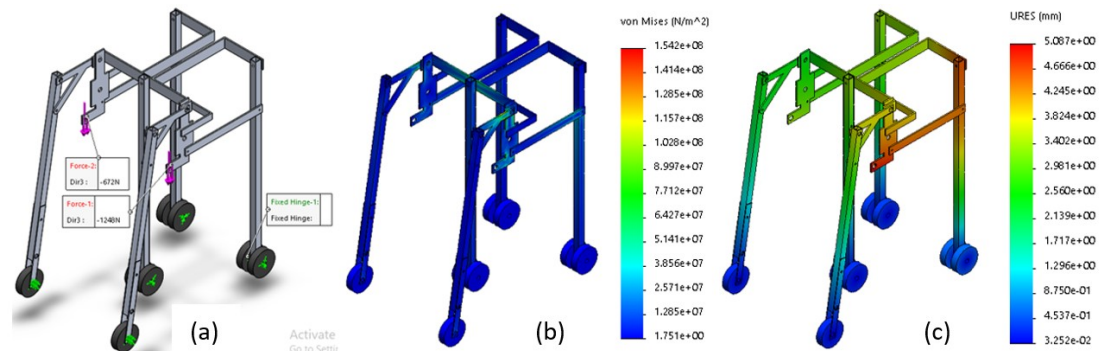 Force-2:
Dir3 : -672N
Force-1:
Dir3 : -1248N
Fixed Hinge-1:
Fixed Hinge:
(a)
Activate
von Mises (N/m^2)
1.542e+08
1.414e+08
1.285e+08
1.157e+08
1.028e+08
8.997e+07
7.712e+07
6.426e+07
5.141e+07
3.856e+07
2.571e+07
1.285e+07
1.751e+00
(b)
URES (mm)
5.087e+00
4.666e+00
4.245e+00
3.824e+00
3.402e+00
2.981e+00
2.560e+00
2.139e+00
1.717e+00
1.296e+00
8.750e-01
4.537e-01
3.252e-02
(c)